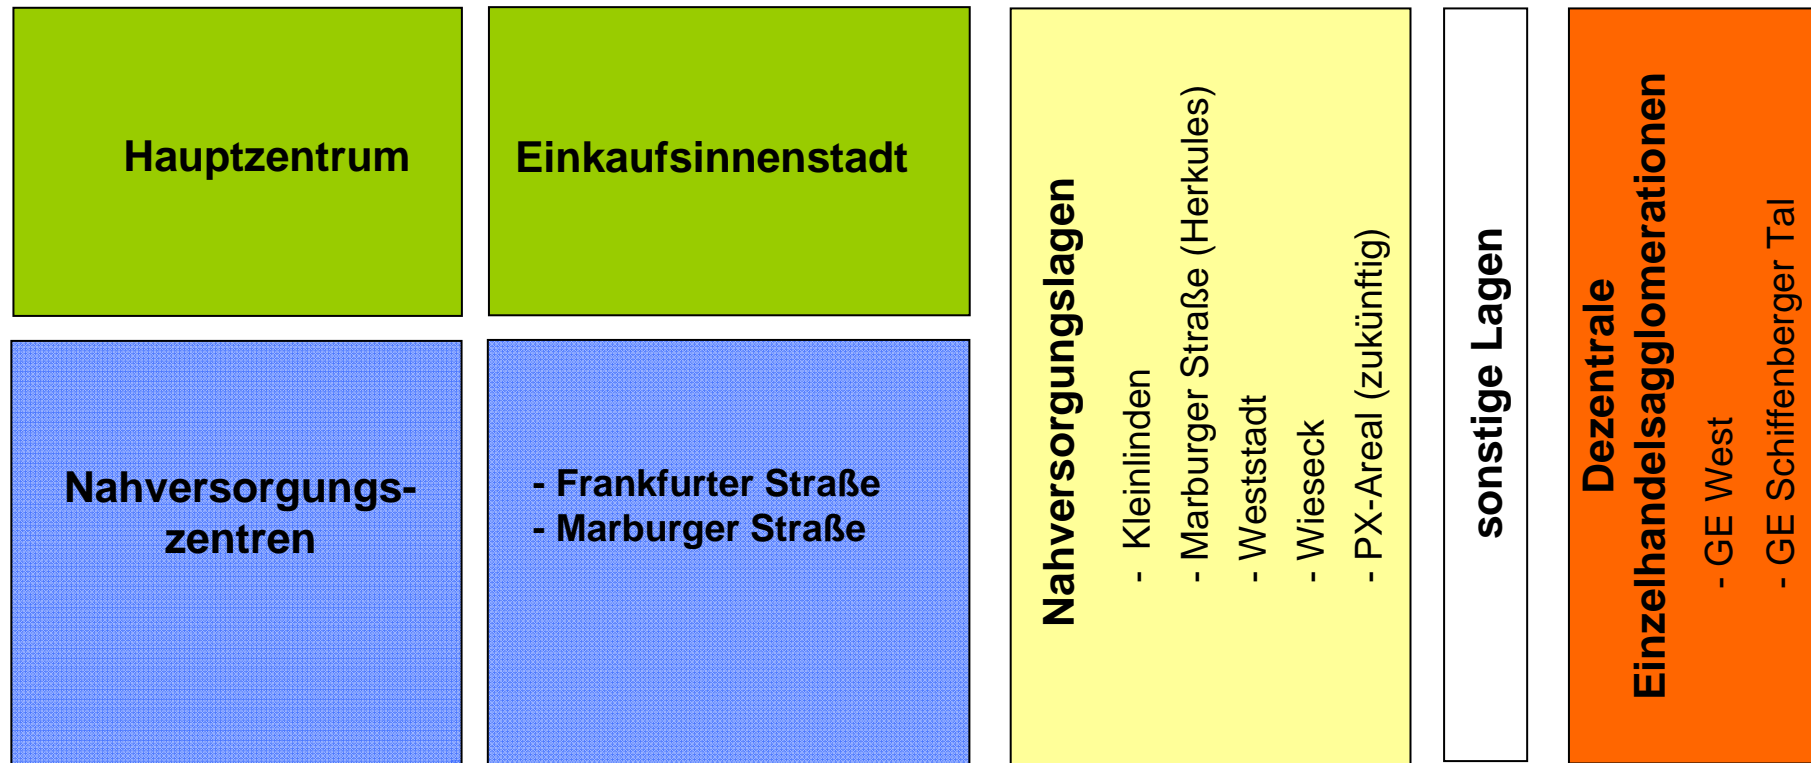 Hauptzentrum
Einkaufsinnenstadt
Nahversorgungs-
zentren
- Frankfurter Straße
- Marburger Straße
Nahversorgungslagen
- Kleinlinden
- Marburger Straße (Herkules)
- Weststadt
- Wieseck
- PX-Areal (zukünftig)
sonstige Lagen
Dezentrale
Einzelhandelsagglomerationen
- GE West
- GE Schiffenberger Tal